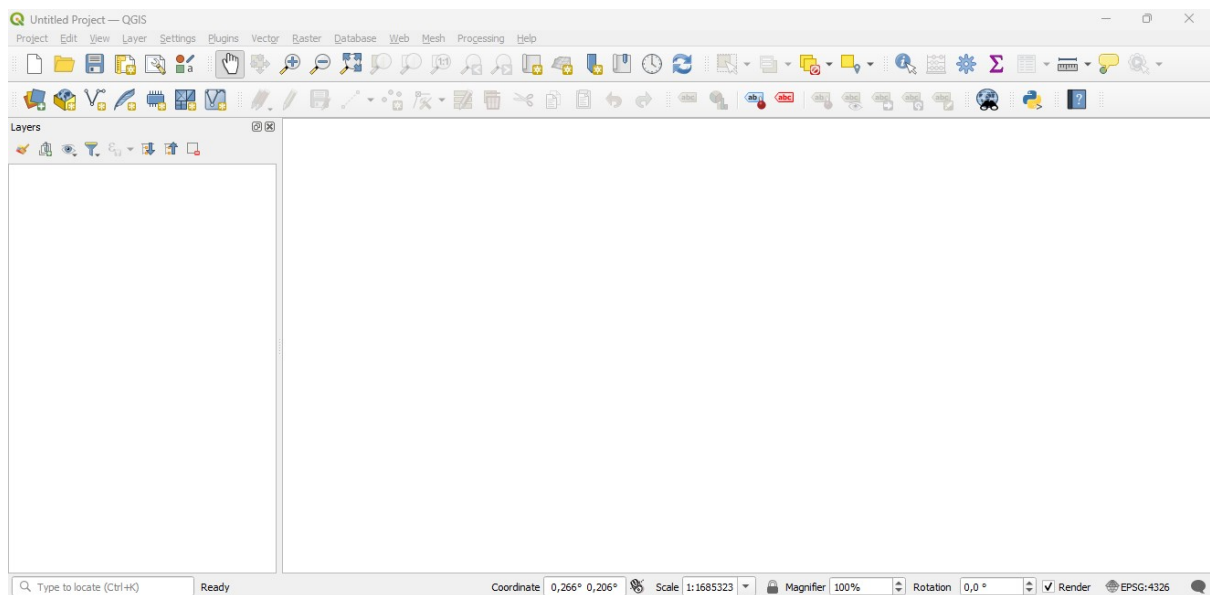 Untitled Project — QGIS
Project Edit View Layer Settings Plugins Vector Raster Database Web Mesh Processing Help
Layers
Type to locate (Ctrl+K) Ready Coordinate 0,266° 0,206° Scale 1:1685323 Magnifier 100% Rotation 0,0 ° Render EPSG:4326